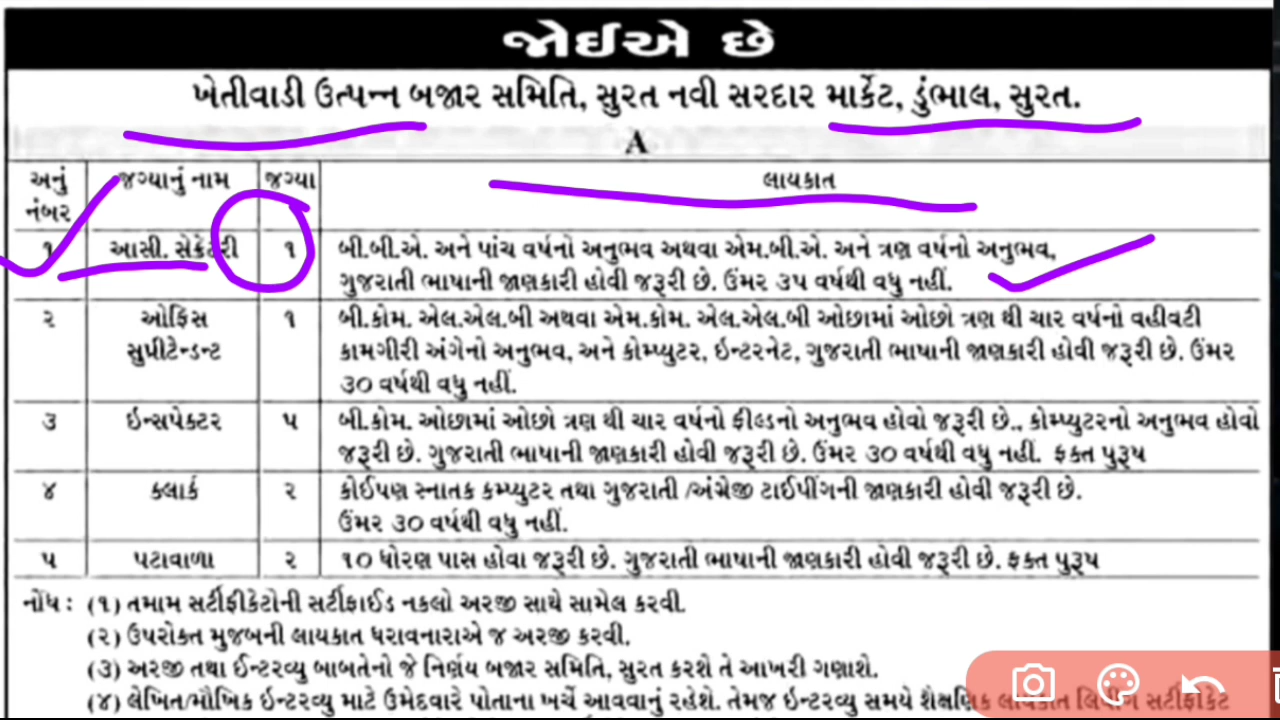 જોઈએ છે
ખેતીવાડી ઉત્પન્ન બજાર સમિતિ, સુરત નવી સરદાર માર્કેટ, ડુંભાલ, સુરત.
A
અનું નંબર જગ્યાનું નામ જગ્યા લાયકાત
૧ આસી. સેક્રેટરી ૧ બી.બી.એ. અને પાંચ વર્ષનો અનુભવ અથવા એમ.બી.એ. અને ત્રણ વર્ષનો અનુભવ,
ગુજરાતી ભાષાની જાણકારી હોવી જરૂરી છે. ઉંમર ૩૫ વર્ષથી વધુ નહીં.
૨ ઓફિસ સુપ્રીટેન્ડન્ટ ૧ બી.કોમ. એલ.એલ.બી અથવા એમ.કોમ. એલ.એલ.બી ઓછામાં ઓછો ત્રણ થી ચાર વર્ષનો વહીવટી
કામગીરી અંગેનો અનુભવ, અને કોમ્પ્યુટર, ઇન્ટરનેટ, ગુજરાતી ભાષાની જાણકારી હોવી જરૂરી છે. ઉંમર
૩૦ વર્ષથી વધુ નહીં.
૩ ઇન્સપેક્ટર ૫ બી.કોમ. ઓછામાં ઓછો ત્રણ થી ચાર વર્ષનો ફીલ્ડનો અનુભવ હોવો જરૂરી છે., કોમ્પ્યુટરનો અનુભવ હોવો
જરૂરી છે. ગુજરાતી ભાષાની જાણકારી હોવી જરૂરી છે. ઉંમર ૩૦ વર્ષથી વધુ નહીં. ફક્ત પુરૂષ
૪ ક્લાર્ક ૨ કોઈપણ સ્નાતક કમ્પ્યુટર તથા ગુજરાતી /અંગ્રેજી ટાઈપીંગની જાણકારી હોવી જરૂરી છે.
ઉંમર ૩૦ વર્ષથી વધુ નહીં.
૫ પટાવાળા ૨ ૧૦ ધોરણ પાસ હોવા જરૂરી છે. ગુજરાતી ભાષાની જાણકારી હોવી જરૂરી છે. ફક્ત પુરૂષ
નોંધ : (૧) તમામ સર્ટીફીકેટોની સર્ટીફાઈડ નકલો અરજી સાથે સામેલ કરવી.
(૨) ઉપરોક્ત મુજબની લાયકાત ધરાવનારાએ જ અરજી કરવી.
(૩) અરજી તથા ઈન્ટરવ્યુ બાબતેનો જે નિર્ણય બજાર સમિતિ, સુરત કરશે તે આખરી ગણાશે.
(૪) લેખિત/મૌખિક ઇન્ટરવ્યુ માટે ઉમેદવારે પોતાના ખર્ચે આવવાનું રહેશે. તેમજ ઇન્ટરવ્યુ સમયે શૈક્ષણિક લાયકાત લિવીંગ સર્ટીફીકેટ